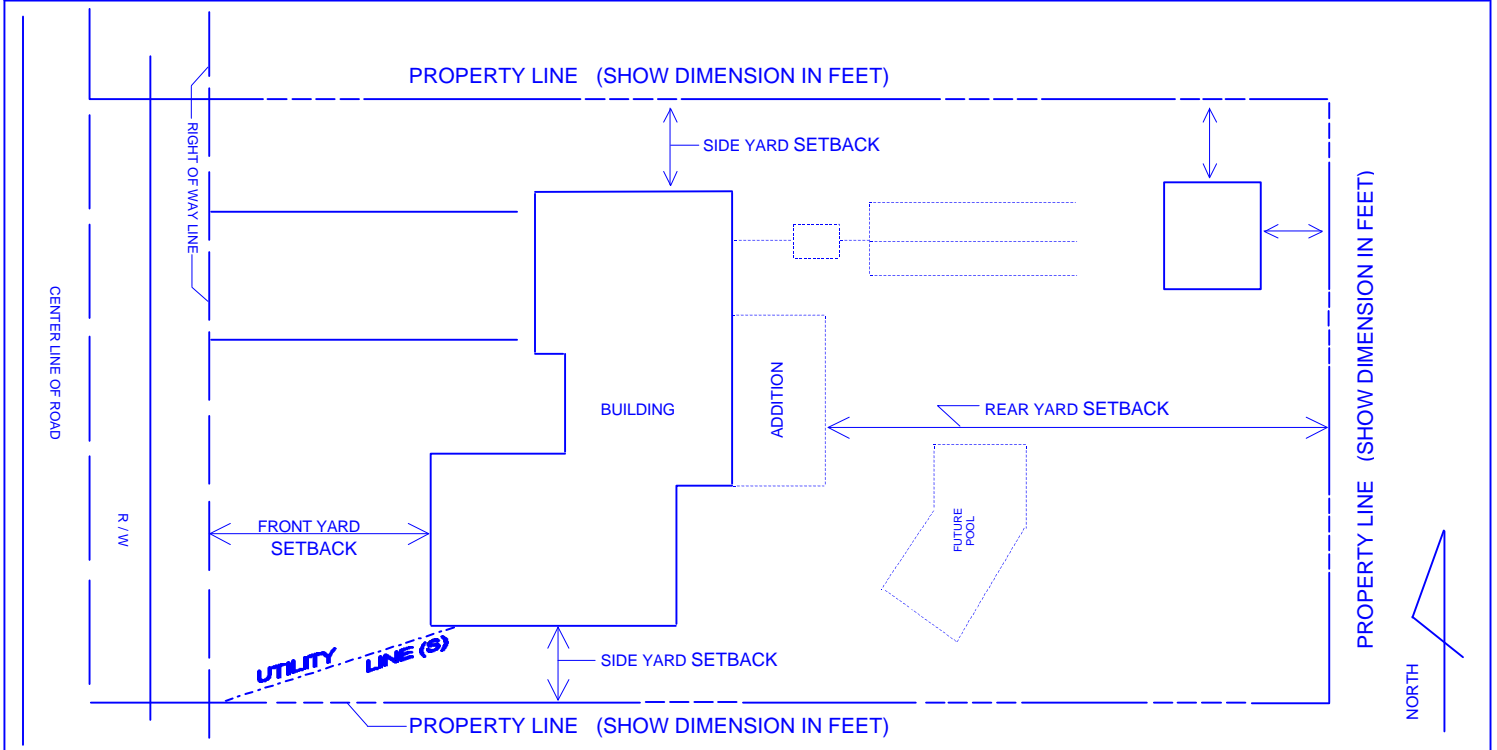 PROPERTY LINE (SHOW DIMENSION IN FEET)
SIDE YARD SETBACK
RIGHT OF WAY LINE
CENTER LINE OF ROAD
R / W
BUILDING
ADDITION
REAR YARD SETBACK
PROPERTY LINE (SHOW DIMENSION IN FEET)
FRONT YARD
SETBACK
FUTURE
POOL
UTILITY LINE (S)
SIDE YARD SETBACK
PROPERTY LINE (SHOW DIMENSION IN FEET)
NORTH